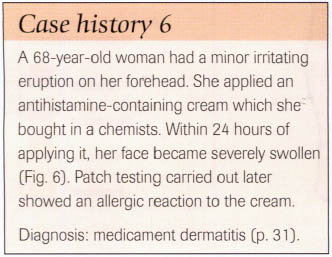 Case history 6
A 68-year-old woman had a minor irritating
eruption on her forehead. She applied an
antihistamine-containing cream which she
bought in a chemists. Within 24 hours of
applying it, her face became severely swollen
(Fig. 6). Patch testing carried out later
showed an allergic reaction to the cream.
Diagnosis: medicament dermatitis (p. 31).